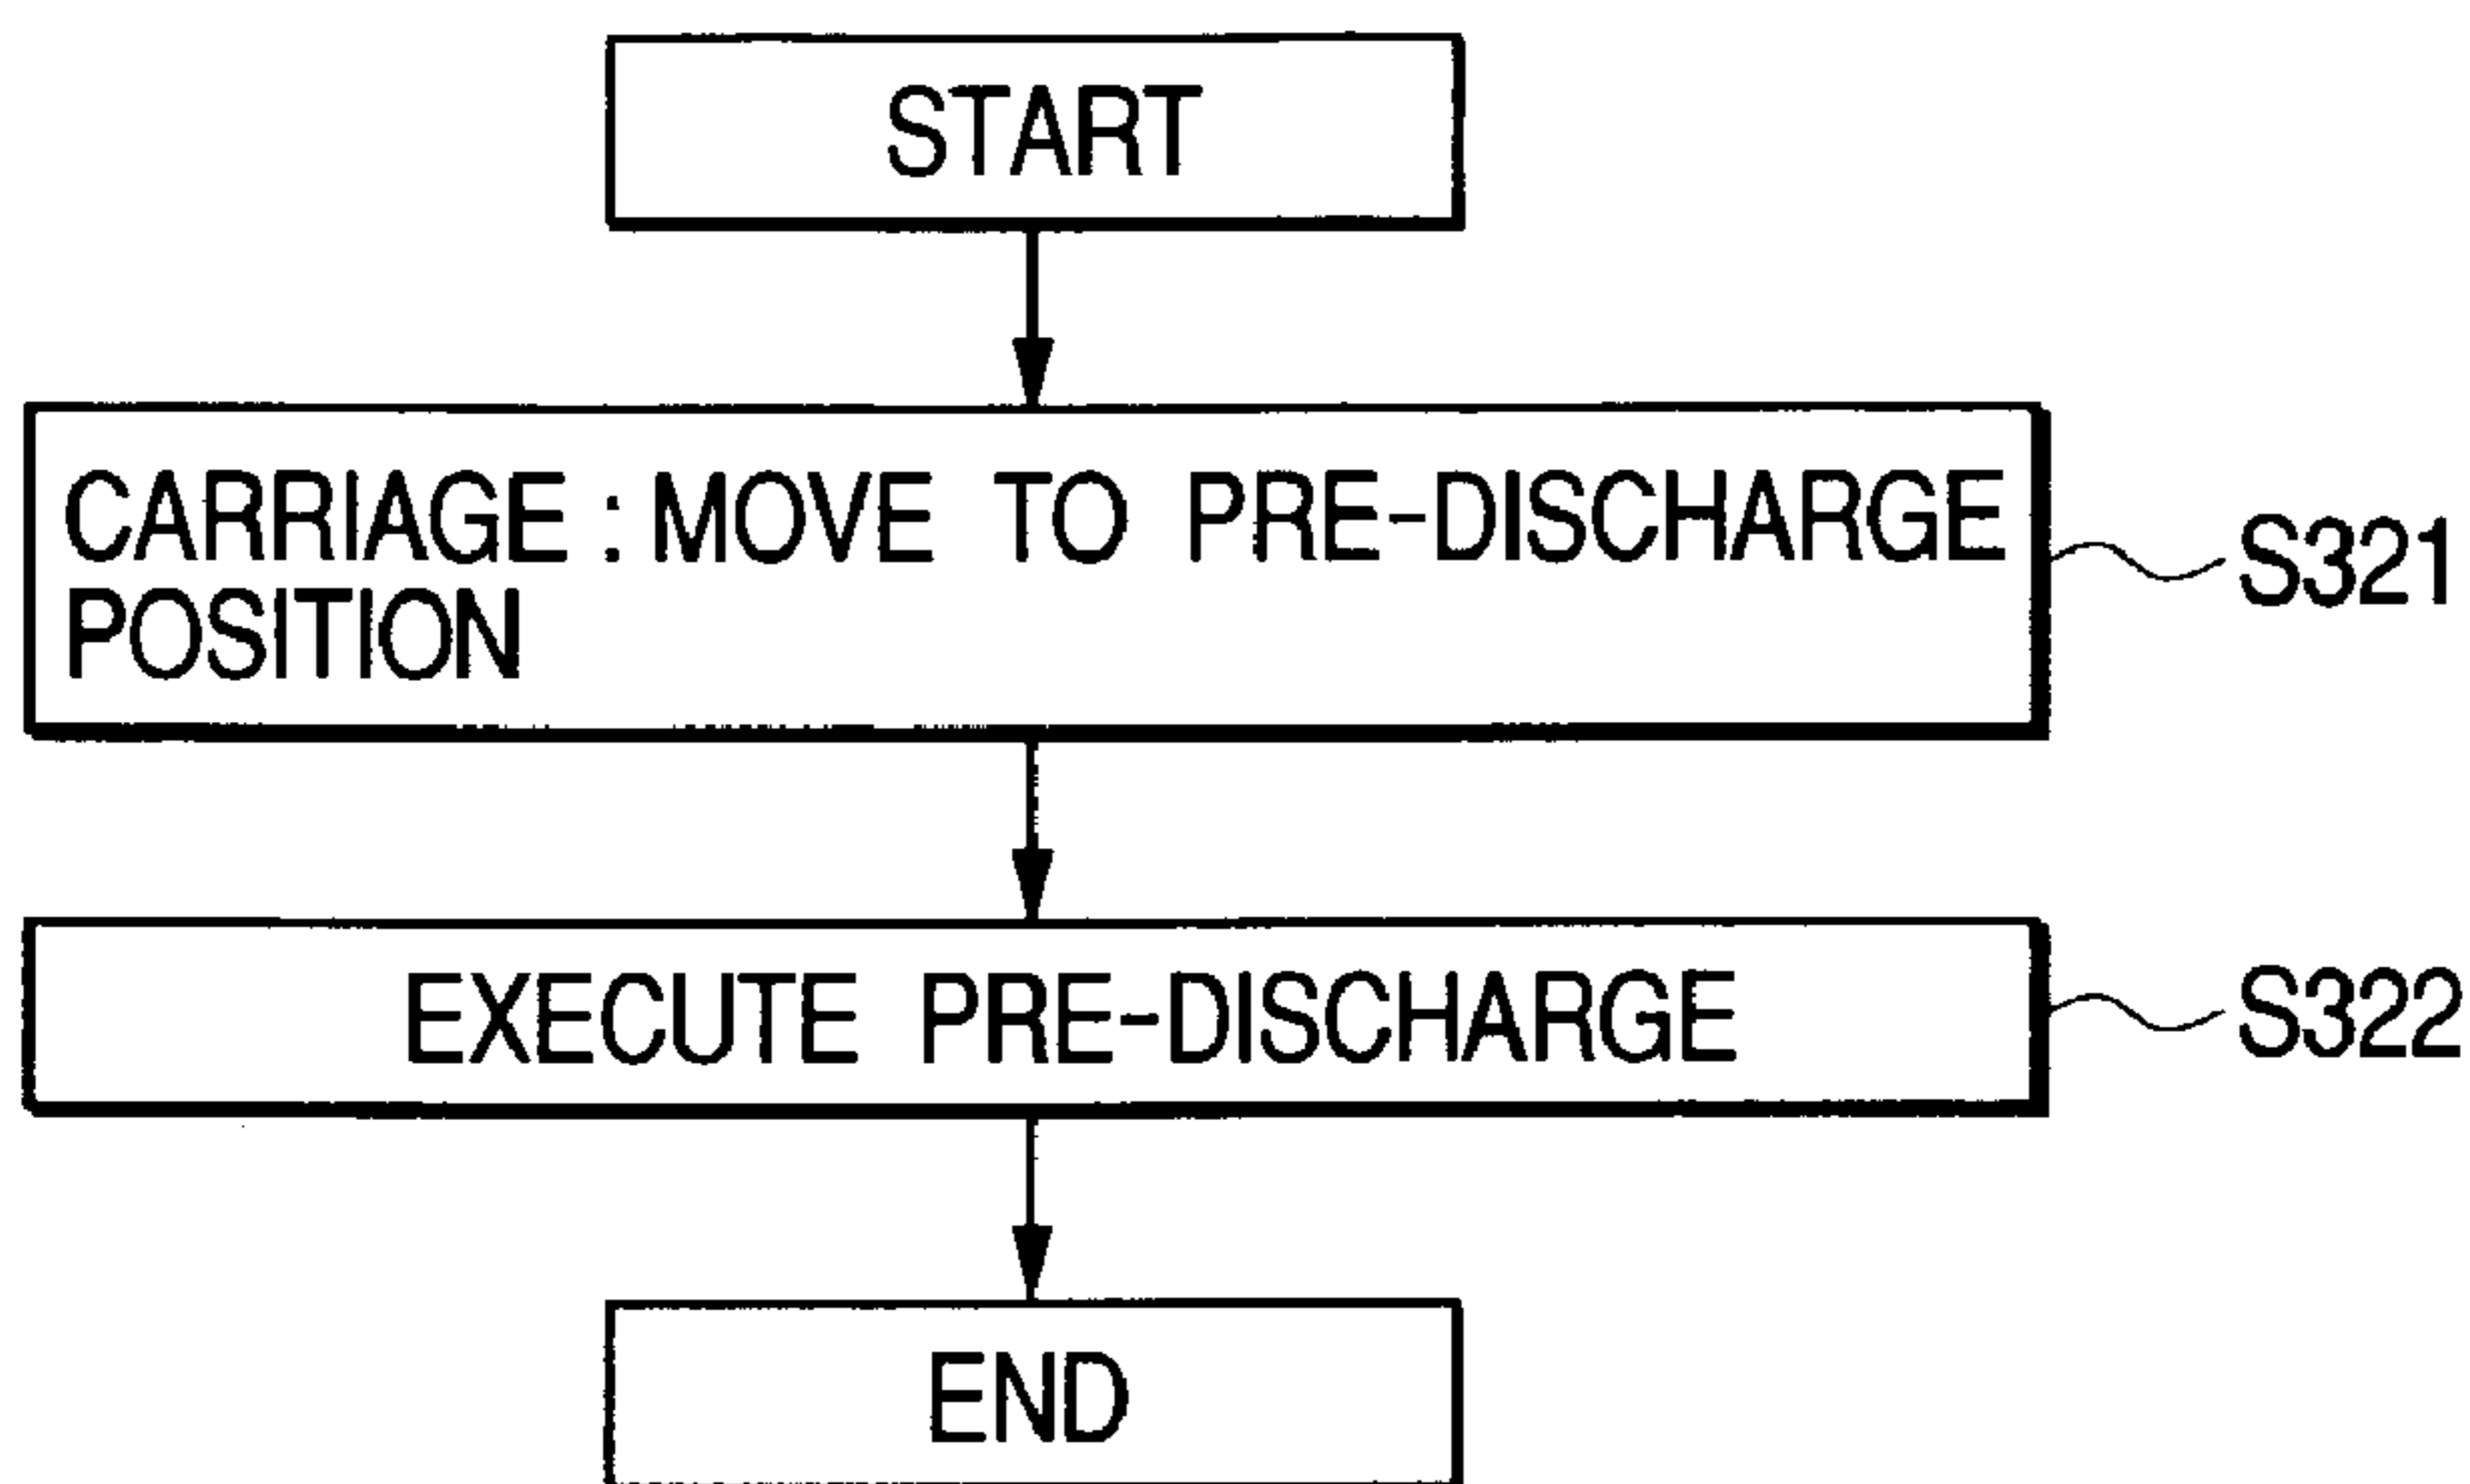 START
CARRIAGE : MOVE TO PRE-DISCHARGE
POSITION
S321
EXECUTE PRE-DISCHARGE
S322
END